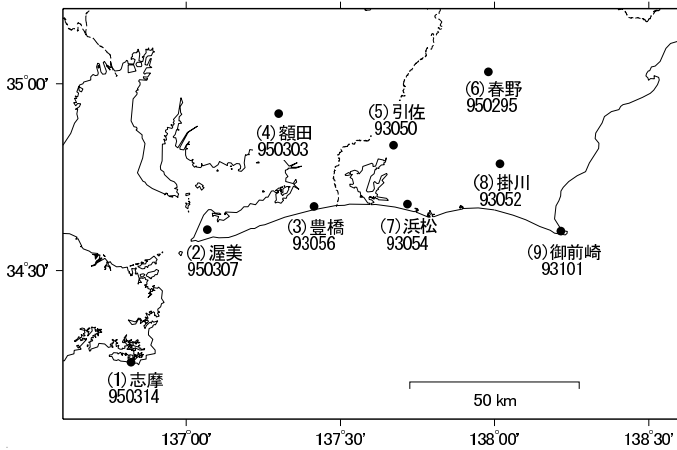 35°00'
(6) 春野
950295
(5) 引佐
93050
(4) 額田
950303
(8) 掛川
93052
(3) 豊橋
93056
(7) 浜松
93054
(2) 渥美
950307
(9) 御前崎
93101
34°30'
(1) 志摩
950314
50 km
137°00'
137°30'
138°00'
138°30'